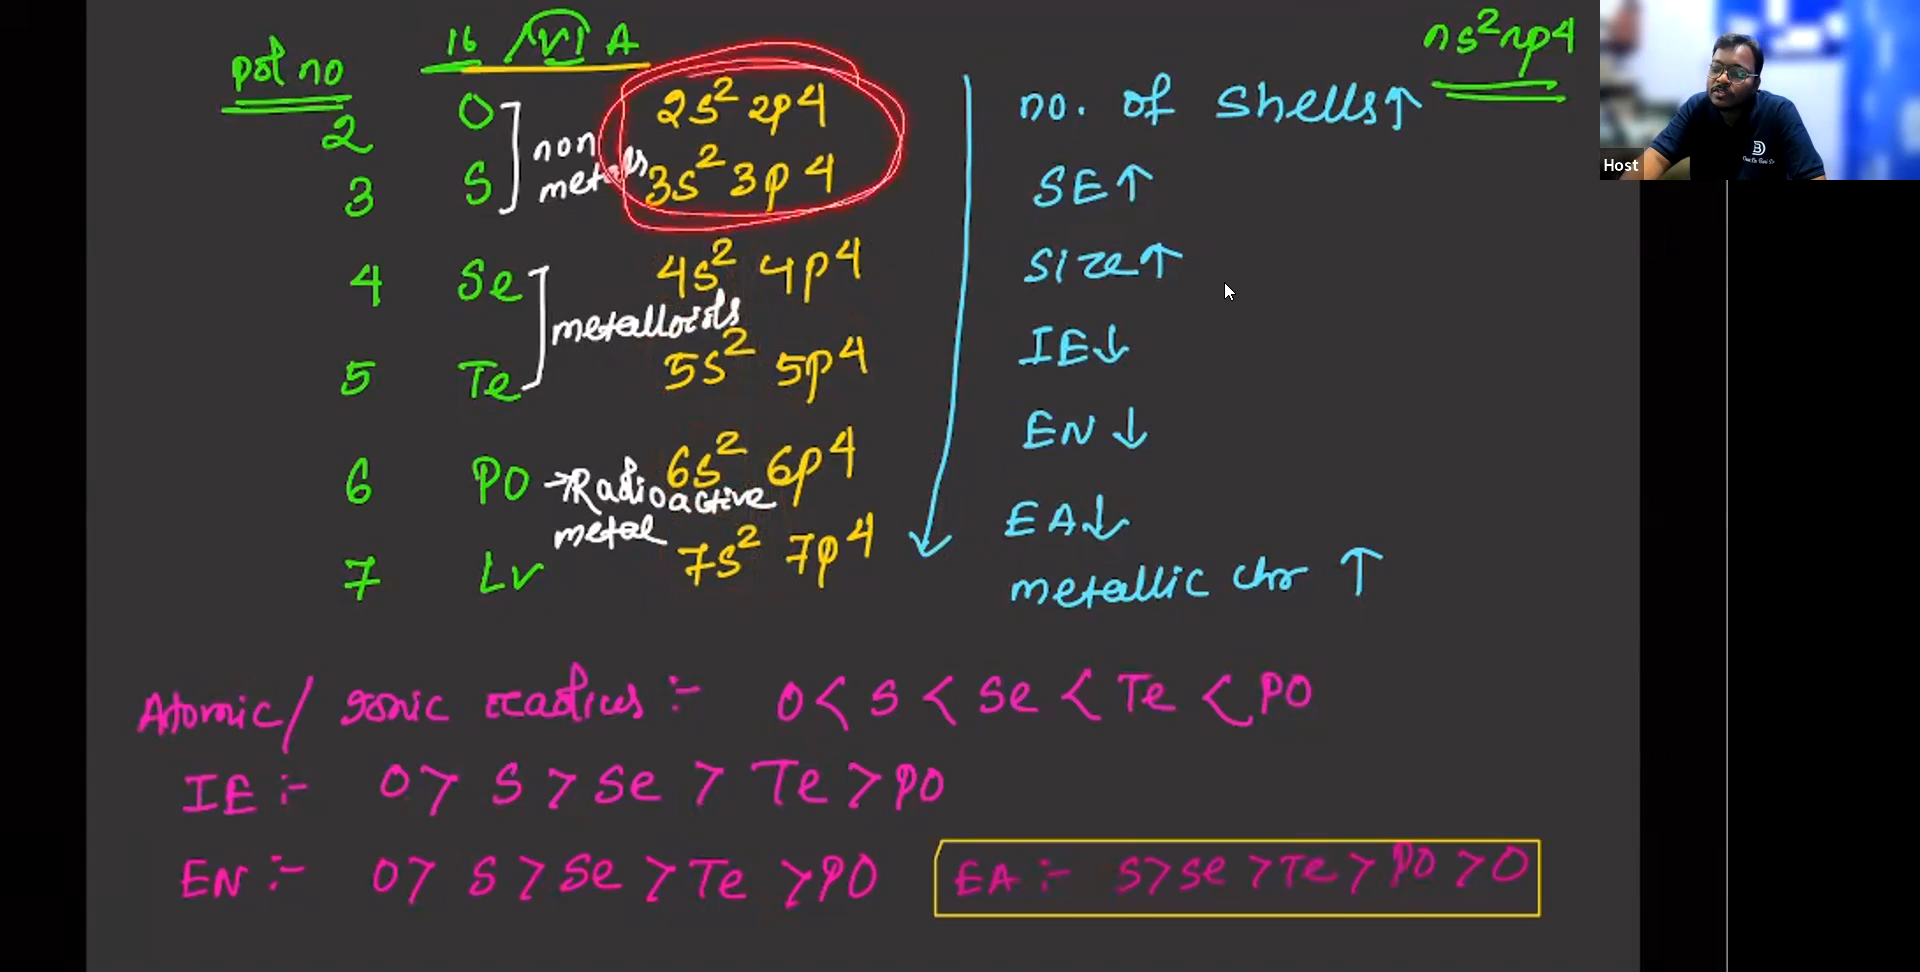 16 / VI A
ns² np4
pd no
2 O 2s² 2p4
3 S 3s² 3p4
non metals
4 Se 4s² 4p4
5 Te 5s² 5p4
metalloids
6 PO 6s² 6p4
→ Radioactive metal
7 Lv 7s² 7p4
no. of shells ↑
SE ↑
Size ↑
IE ↓
EN ↓
EA ↓
metallic chr ↑
Atomic / Ionic radius :- O < S < Se < Te < PO
IE :- O > S > Se > Te > PO
EN :- O > S > Se > Te > PO
EA :- S > Se > Te > PO > O
Host